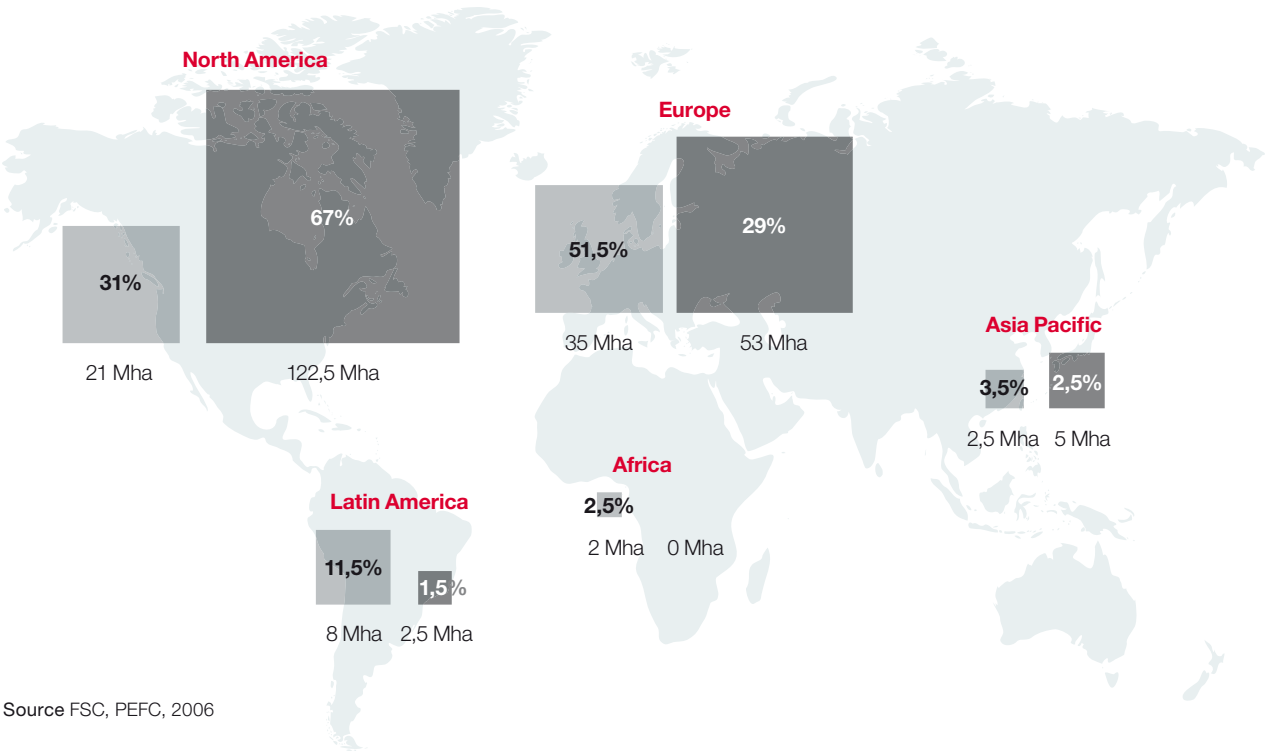 North America
67%
31%
21 Mha
122,5 Mha
Europe
51,5%
29%
35 Mha
53 Mha
Asia Pacific
3,5%
2,5%
2,5 Mha
5 Mha
Africa
2,5%
2 Mha
0 Mha
Latin America
11,5%
1,5%
8 Mha
2,5 Mha
Source FSC, PEFC, 2006